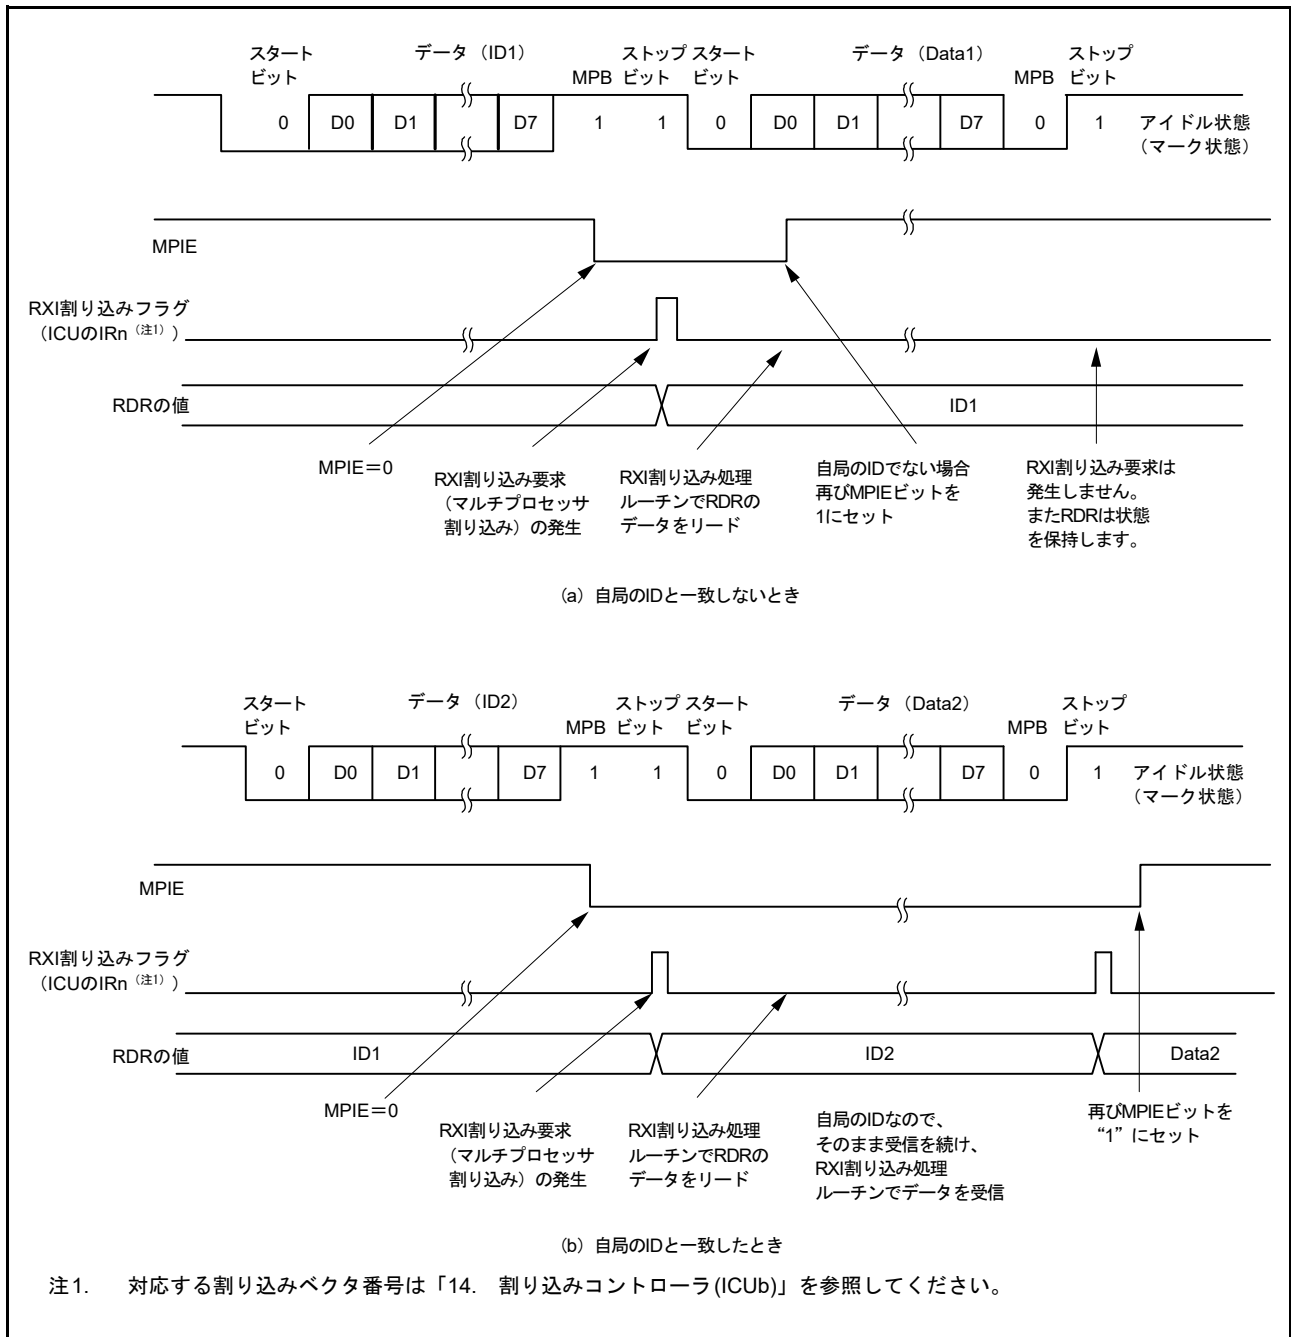 スタート
ビット
データ（ID1）
MPB
ストップ
ビット
スタート
ビット
データ（Data1）
MPB
ストップ
ビット
0 D0 D1 D7 1 1 0 D0 D1 D7 0 1
アイドル状態
（マーク状態）
MPIE
RXI割り込みフラグ
（ICUのIRn（注1））
RDRの値
ID1
MPIE＝0
RXI割り込み要求
（マルチプロセッサ
割り込み）の発生
RXI割り込み処理
ルーチンでRDRの
データをリード
自局のIDでない場合
再びMPIEビットを
1にセット
RXI割り込み要求は
発生しません。
またRDRは状態
を保持します。
（a）自局のIDと一致しないとき
スタート
ビット
データ（ID2）
MPB
ストップ
ビット
スタート
ビット
データ（Data2）
MPB
ストップ
ビット
0 D0 D1 D7 1 1 0 D0 D1 D7 0 1
アイドル状態
（マーク状態）
MPIE
RXI割り込みフラグ
（ICUのIRn（注1））
RDRの値
ID1 ID2 Data2
MPIE＝0
RXI割り込み要求
（マルチプロセッサ
割り込み）の発生
RXI割り込み処理
ルーチンでRDRの
データをリード
自局のIDなので、
そのまま受信を続け、
RXI割り込み処理
ルーチンでデータを受信
再びMPIEビットを
“1”にセット
（b）自局のIDと一致したとき
注1. 対応する割り込みベクタ番号は「14. 割り込みコントローラ(ICUb)」を参照してください。